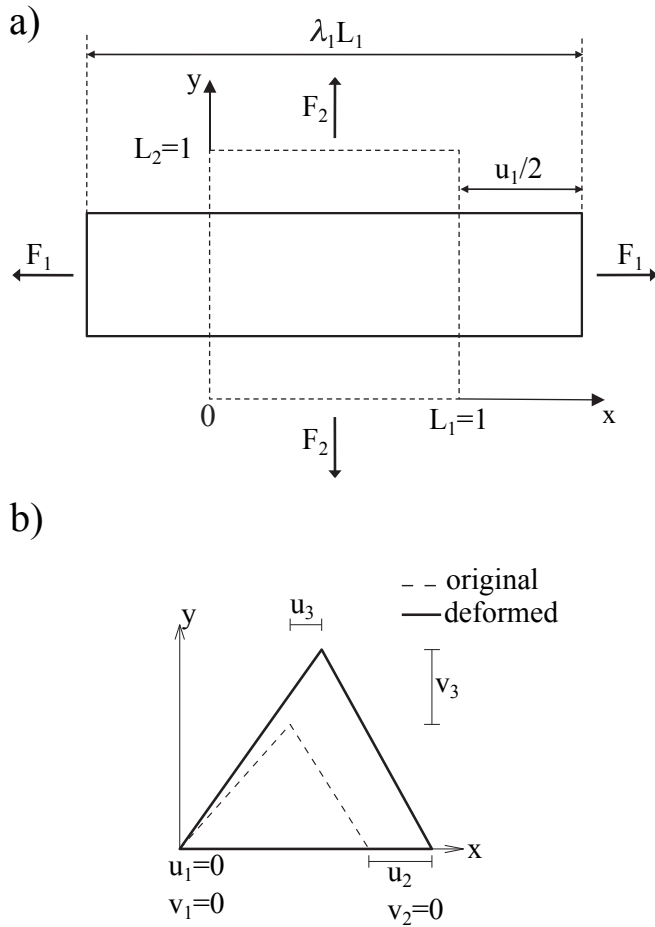 a)
λ₁L₁
y
F₂
L₂=1
u₁/2
F₁
F₁
0
L₁=1
x
F₂
b)
original
deformed
y
u₃
v₃
x
u₁=0
u₂
v₁=0
v₂=0